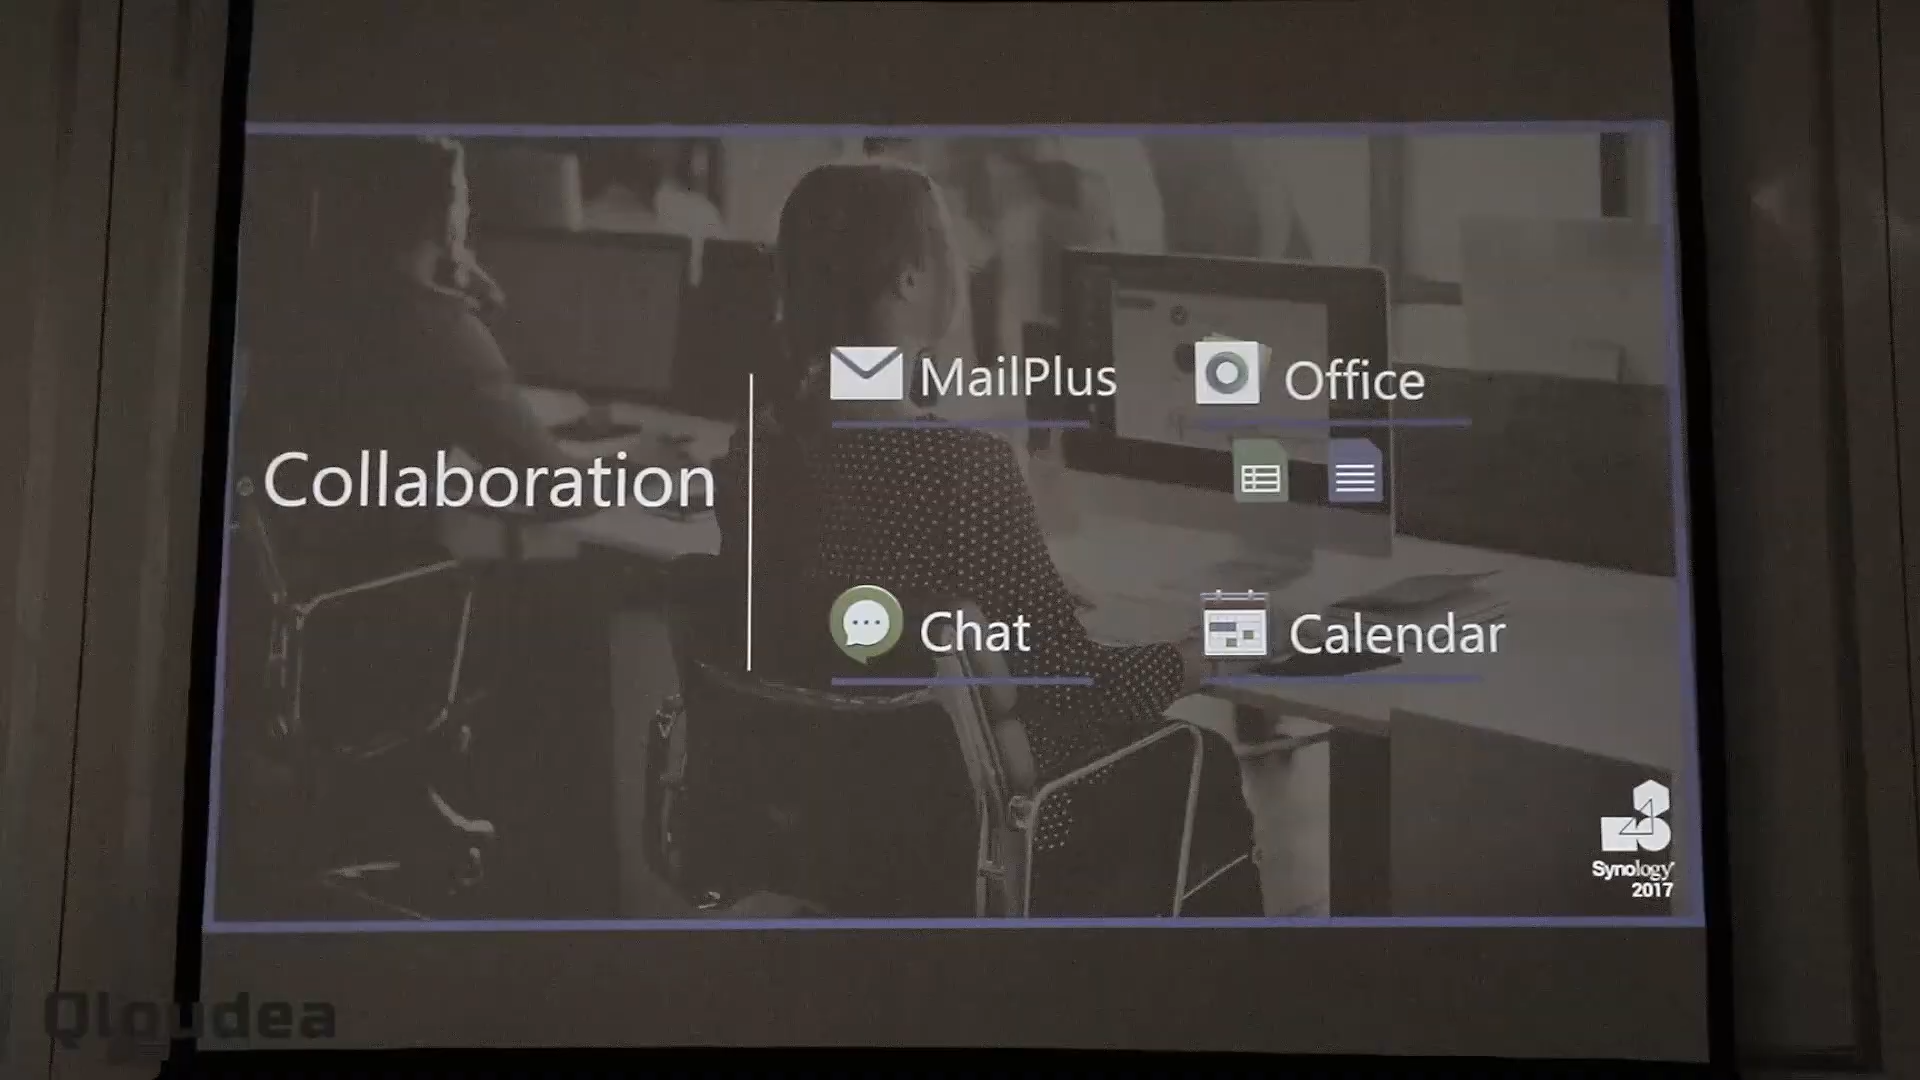 Collaboration
MailPlus
Office
Chat
Calendar
Synology
2017
Qloudea